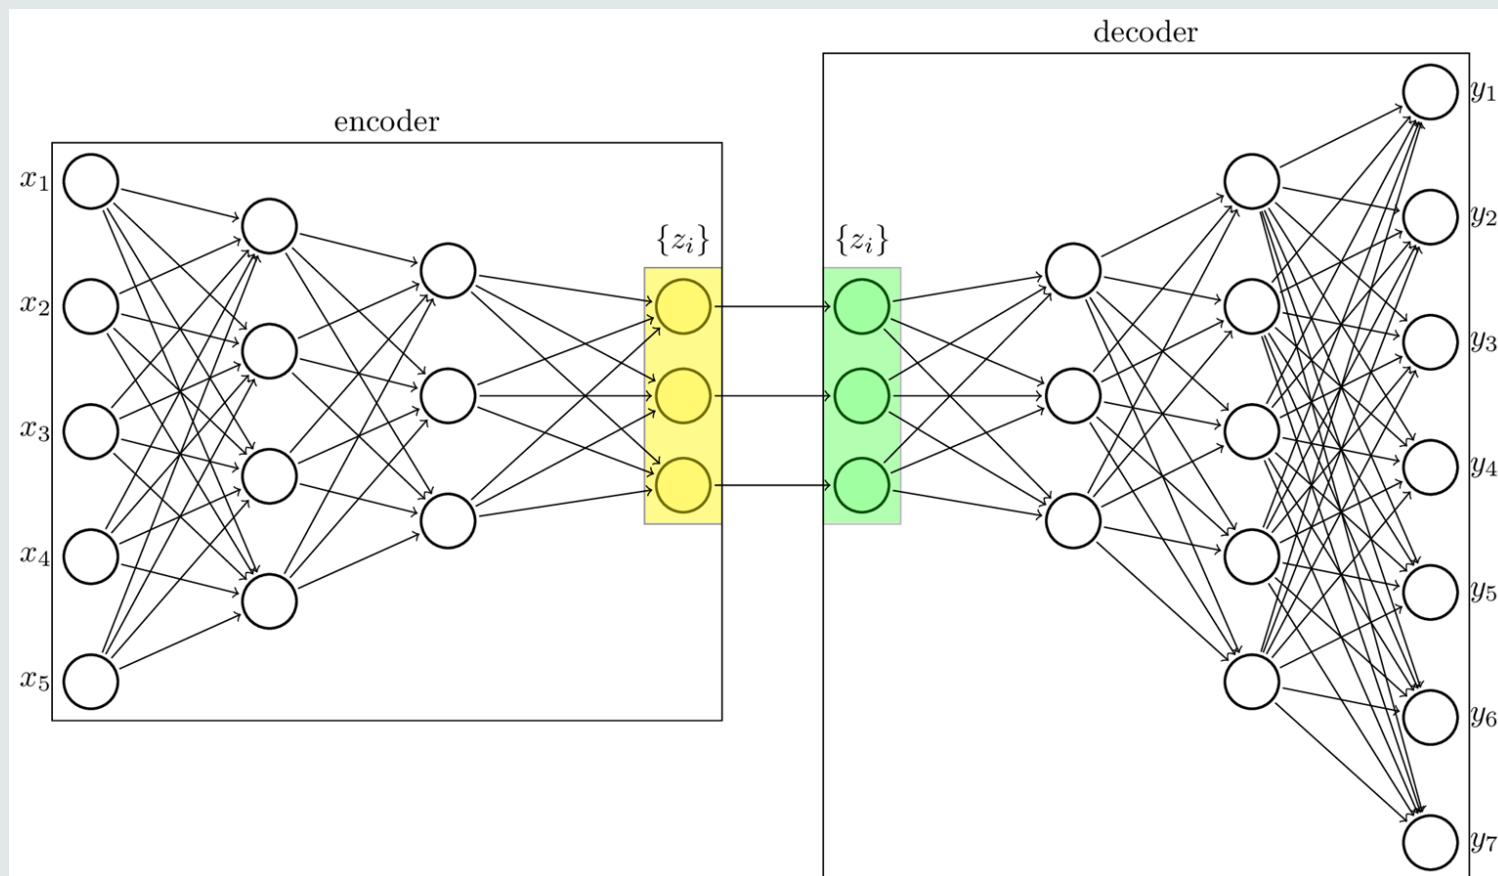 decoder
encoder
{z_i}
{z_i}
x_1
x_2
x_3
x_4
x_5
y_1
y_2
y_3
y_4
y_5
y_6
y_7